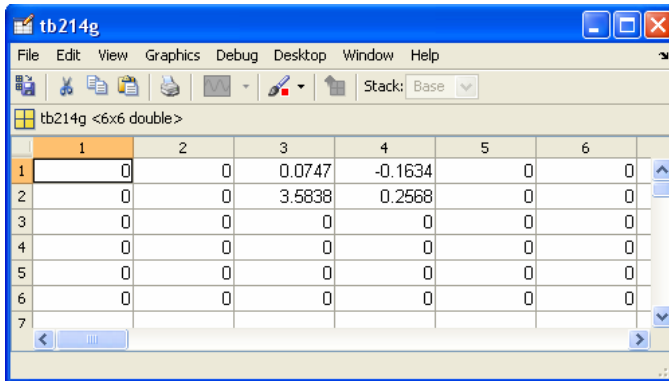 tb214g
File Edit View Graphics Debug Desktop Window Help
Stack: Base
tb214g <6x6 double>
1 2 3 4 5 6
1 0 0 0.0747 -0.1634 0 0
2 0 0 3.5838 0.2568 0 0
3 0 0 0 0 0 0
4 0 0 0 0 0 0
5 0 0 0 0 0 0
6 0 0 0 0 0 0
7